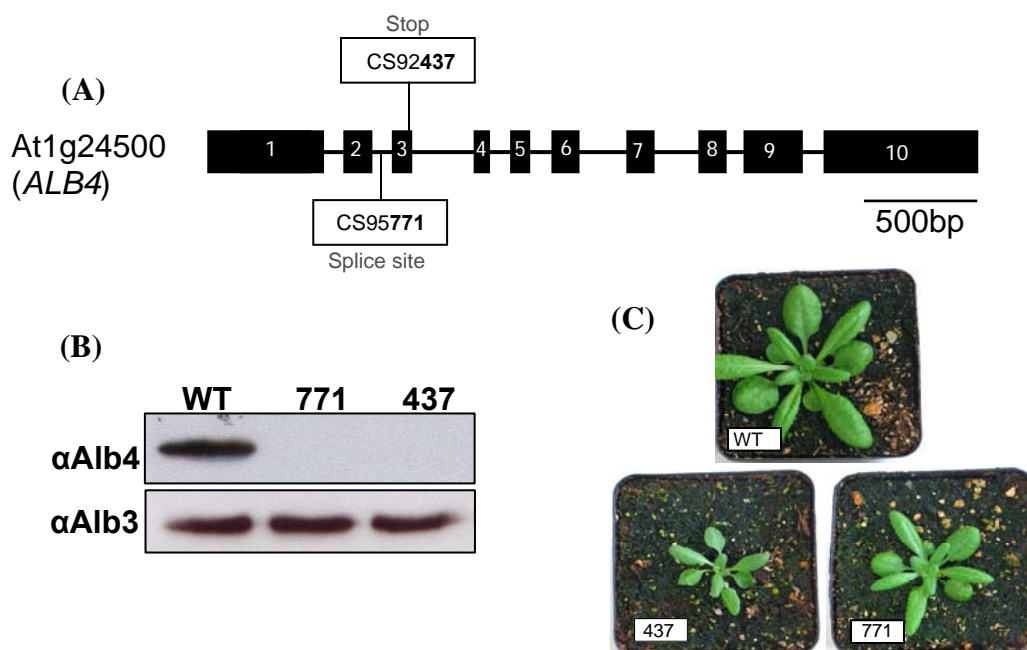 Stop
CS92437
(A)
At1g24500
(ALB4)
1 2 3 4 5 6 7 8 9 10
CS95771
Splice site
500bp
(B)
WT 771 437
αAlb4
αAlb3
(C)
WT
437
771